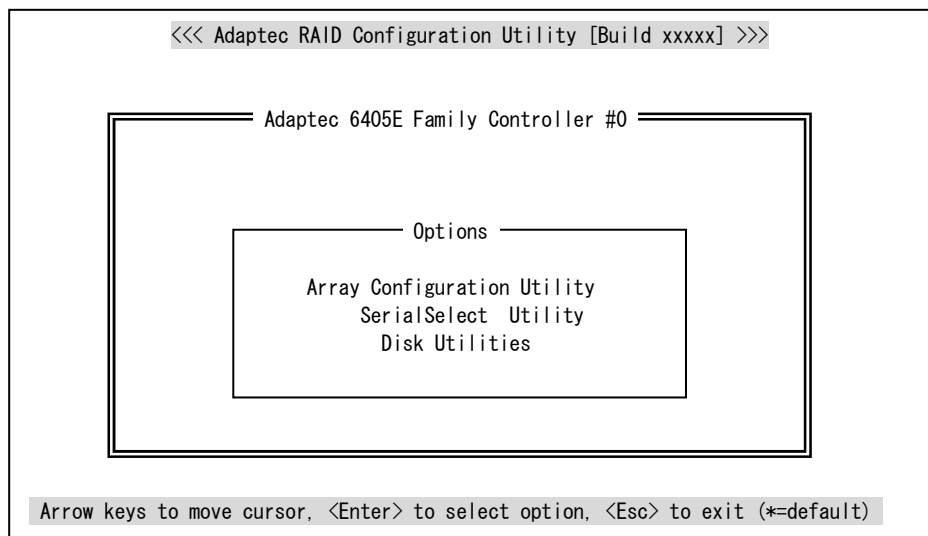 <<< Adaptec RAID Configuration Utility [Build xxxxx] >>>
Adaptec 6405E Family Controller #0
Options
Array Configuration Utility
SerialSelect Utility
Disk Utilities
Arrow keys to move cursor, <Enter> to select option, <Esc> to exit (*=default)